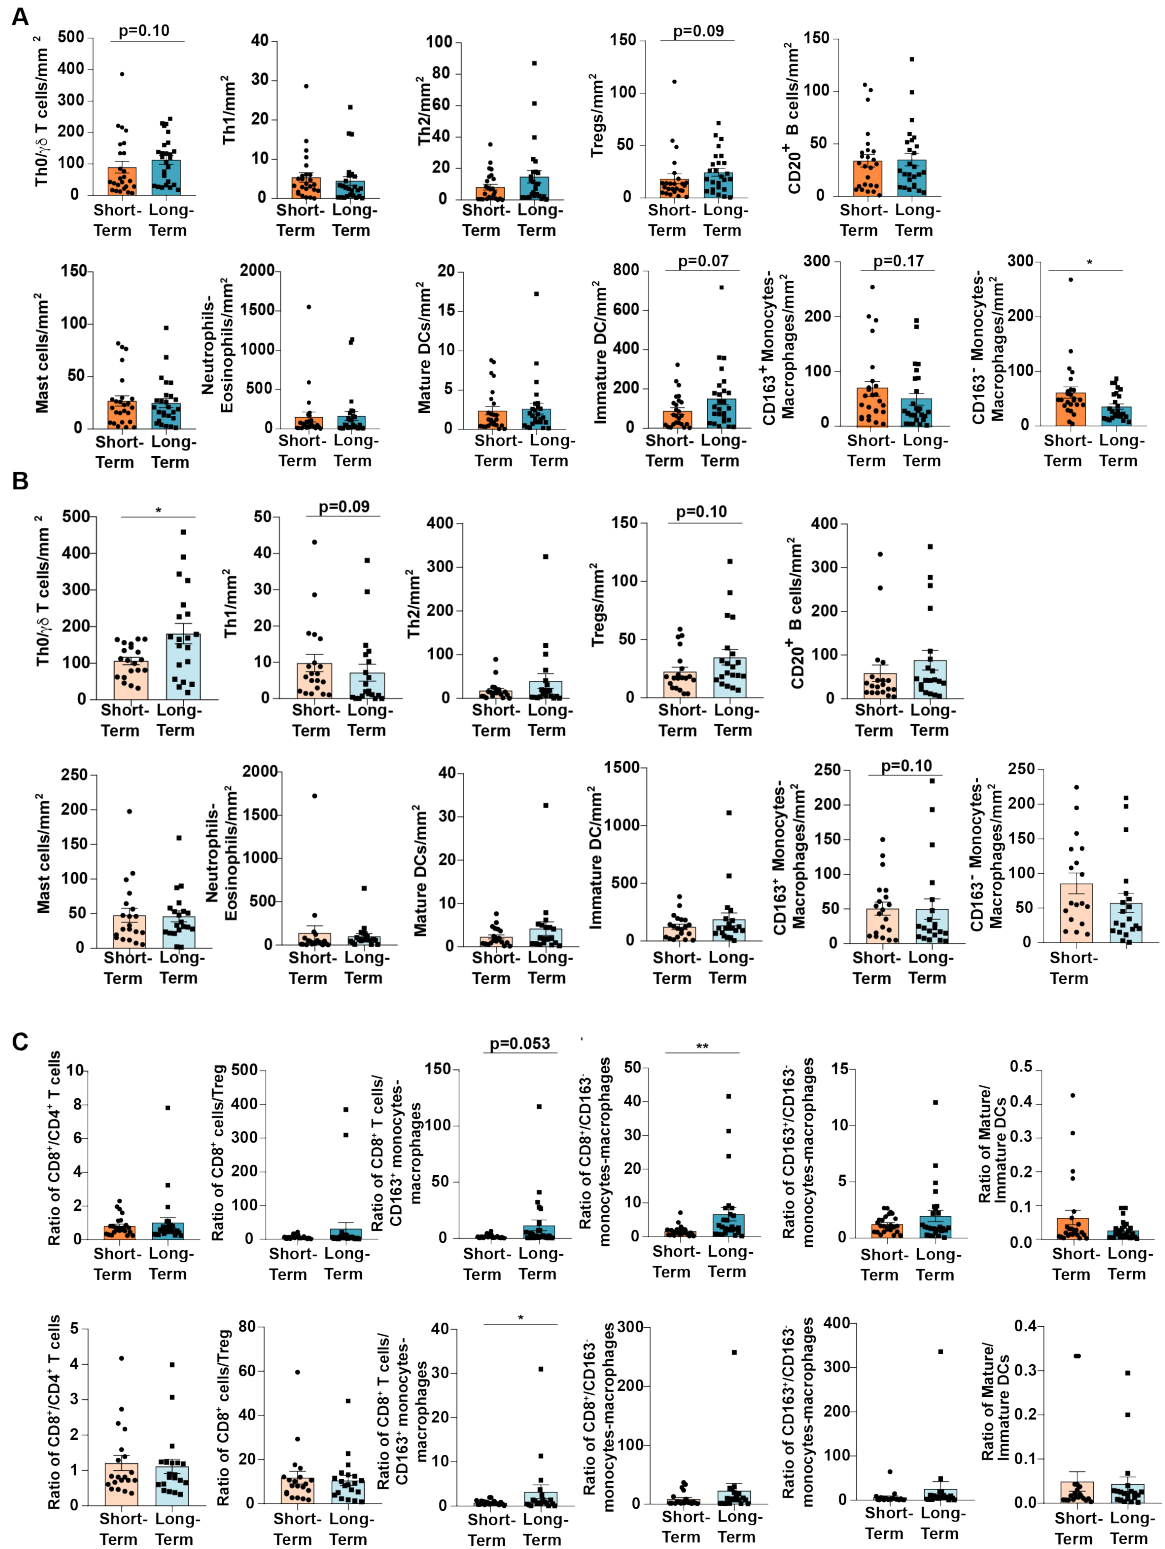 A
p=0.10
Th0/γδ T cells/mm 2
500
400
300
200
100
0
Short-
Term
Long-
Term
Th1/mm2
40
30
20
10
0
Short-
Term
Long-
Term
Th2/mm2
100
80
60
40
20
0
Short-
Term
Long-
Term
p=0.09
Tregs/mm2
150
100
50
0
Short-
Term
Long-
Term
CD20+ B cells/mm2
150
100
50
0
Short-
Term
Long-
Term
Mast cells/mm2
150
100
50
0
Short-
Term
Long-
Term
Neutrophils-
Eosinophils/mm2
2000
1500
1000
500
0
Short-
Term
Long-
Term
Mature DCs/mm2
20
15
10
5
0
Short-
Term
Long-
Term
p=0.07
Immature DC/mm2
800
600
400
200
0
Short-
Term
Long-
Term
p=0.17
CD163+ Monocytes-
Macrophages/mm2
300
200
100
0
Short-
Term
Long-
Term
*
CD163- Monocytes-
Macrophages/mm2
300
200
100
0
Short-
Term
Long-
Term
B
*
Th0/γδ T cells/mm 2
500
400
300
200
100
0
Short-
Term
Long-
Term
p=0.09
Th1/mm2
50
40
30
20
10
0
Short-
Term
Long-
Term
Th2/mm2
400
300
200
100
0
Short-
Term
Long-
Term
p=0.10
Tregs/mm2
150
100
50
0
Short-
Term
Long-
Term
CD20+ B cells/mm2
400
300
200
100
0
Short-
Term
Long-
Term
Mast cells/mm2
250
200
150
100
50
0
Short-
Term
Long-
Term
Neutrophils-
Eosinophils/mm2
2000
1500
1000
500
0
Short-
Term
Long-
Term
Mature DCs/mm2
40
30
20
10
0
Short-
Term
Long-
Term
Immature DC/mm2
1500
1000
500
0
Short-
Term
Long-
Term
p=0.10
CD163+ Monocytes-
Macrophages/mm2
250
200
150
100
50
0
Short-
Term
Long-
Term
CD163- Monocytes-
Macrophages/mm2
250
200
150
100
50
0
Short-
Term
Long-
Term
C
Ratio of CD8+/CD4+ T cells
10
8
6
4
2
0
Short-
Term
Long-
Term
Ratio of CD8+ cells/Treg
500
400
300
200
100
0
Short-
Term
Long-
Term
p=0.053
Ratio of CD8+ T cells/
CD163+ monocytes-
macrophages
150
100
50
0
Short-
Term
Long-
Term
**
Ratio of CD8+/CD163-
monocytes-macrophages
50
40
30
20
10
0
Short-
Term
Long-
Term
Ratio of CD163+/CD163-
monocytes-macrophages
15
10
5
0
Short-
Term
Long-
Term
Ratio of Mature/
Immature DCs
0.5
0.4
0.3
0.2
0.1
0.0
Short-
Term
Long-
Term
Ratio of CD8+/CD4+ T cells
5
4
3
2
1
0
Short-
Term
Long-
Term
Ratio of CD8+ cells/Treg
80
60
40
20
0
Short-
Term
Long-
Term
*
Ratio of CD8+ T cells/
CD163+ monocytes-
macrophages
40
30
20
10
0
Short-
Term
Long-
Term
Ratio of CD8+/CD163-
monocytes-macrophages
300
200
100
0
Short-
Term
Long-
Term
Ratio of CD163+/CD163-
monocytes-macrophages
400
300
200
100
0
Short-
Term
Long-
Term
Ratio of Mature/
Immature DCs
0.4
0.3
0.2
0.1
0.0
Short-
Term
Long-
Term